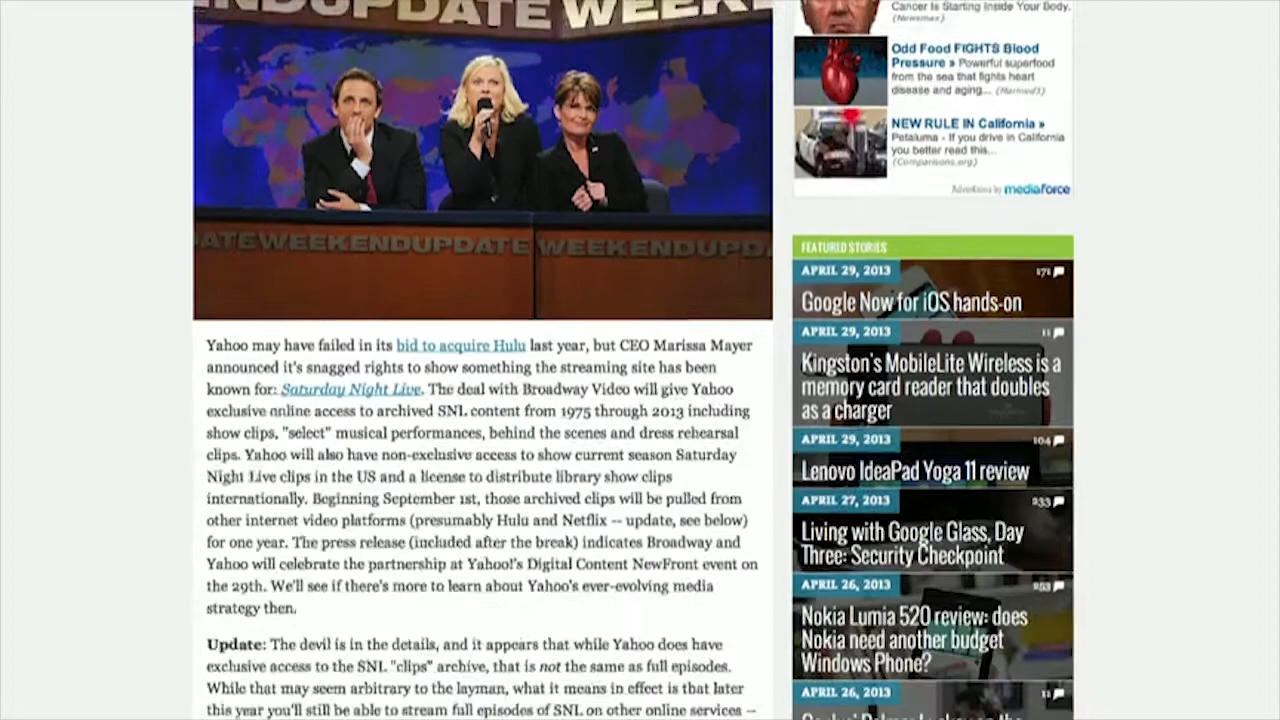 ENDUPDATE WEEKE
ATEWEEKENDUPDATE WEEKENDUPDA
Yahoo may have failed in its bid to acquire Hulu last year, but CEO Marissa Mayer
announced it's snagged rights to show something the streaming site has been
known for: Saturday Night Live. The deal with Broadway Video will give Yahoo
exclusive online access to archived SNL content from 1975 through 2013 including
show clips, "select" musical performances, behind the scenes and dress rehearsal
clips. Yahoo will also have non-exclusive access to show current season Saturday
Night Live clips in the US and a license to distribute library show clips
internationally. Beginning September 1st, those archived clips will be pulled from
other internet video platforms (presumably Hulu and Netflix -- update, see below)
for one year. The press release (included after the break) indicates Broadway and
Yahoo will celebrate the partnership at Yahoo!'s Digital Content NewFront event on
the 29th. We'll see if there's more to learn about Yahoo's ever-evolving media
strategy then.
Update: The devil is in the details, and it appears that while Yahoo does have
exclusive access to the SNL "clips" archive, that is not the same as full episodes.
While that may seem arbitrary to the layman, what it means in effect is that later
this year you'll still be able to stream full episodes of SNL on other online services --
Cancer Is Starting Inside Your Body.
(Newsmax)
Odd Food FIGHTS Blood
Pressure » Powerful superfood
from the sea that fights heart
disease and aging... (Marine-D3)
NEW RULE IN California »
Petaluma - If you drive in California
you better read this...
(Comparisons.org)
Advertising by mediaforce
FEATURED STORIES
APRIL 29, 2013 171
Google Now for iOS hands-on
APRIL 29, 2013 11
Kingston's MobileLite Wireless is a
memory card reader that doubles
as a charger
APRIL 29, 2013 104
Lenovo IdeaPad Yoga 11 review
APRIL 27, 2013 233
Living with Google Glass, Day
Three: Security Checkpoint
APRIL 26, 2013 253
Nokia Lumia 520 review: does
Nokia need another budget
Windows Phone?
APRIL 26, 2013 11